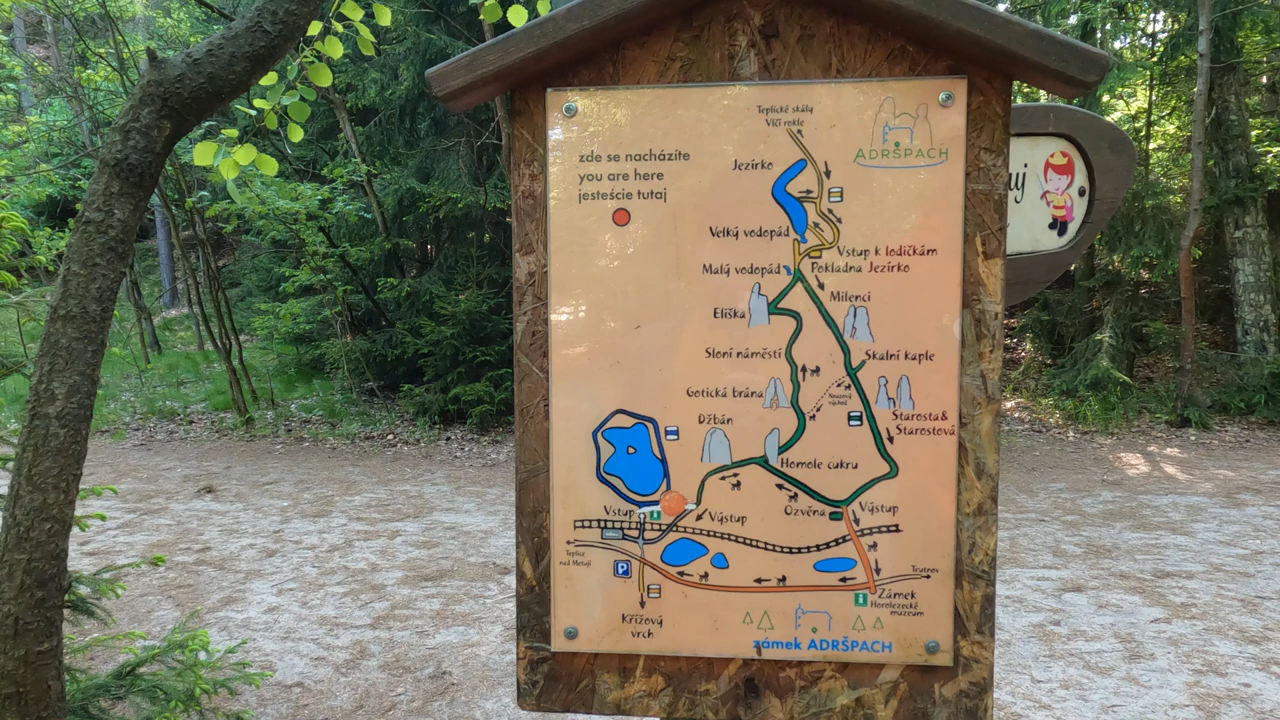 Teplické skály
Vlčí rokle
ADRŠPACH
zde se nacházíte
you are here
jesteście tutaj
Jezírko
Velký vodopád
Vstup k lodičkám
Pokladna Jezírko
Malý vodopád
Milenci
Eliška
Sloní náměstí
Skalní kaple
Gotická brána
Nouzový
východ
Starosta&
Starostová
Džbán
Homole cukru
Vstup
Výstup
Ozvěna
Výstup
Teplice
nad Metují
P
Trutnov
Zámek
Horolezecké
muzeum
Křížový
vrch
zámek ADRŠPACH